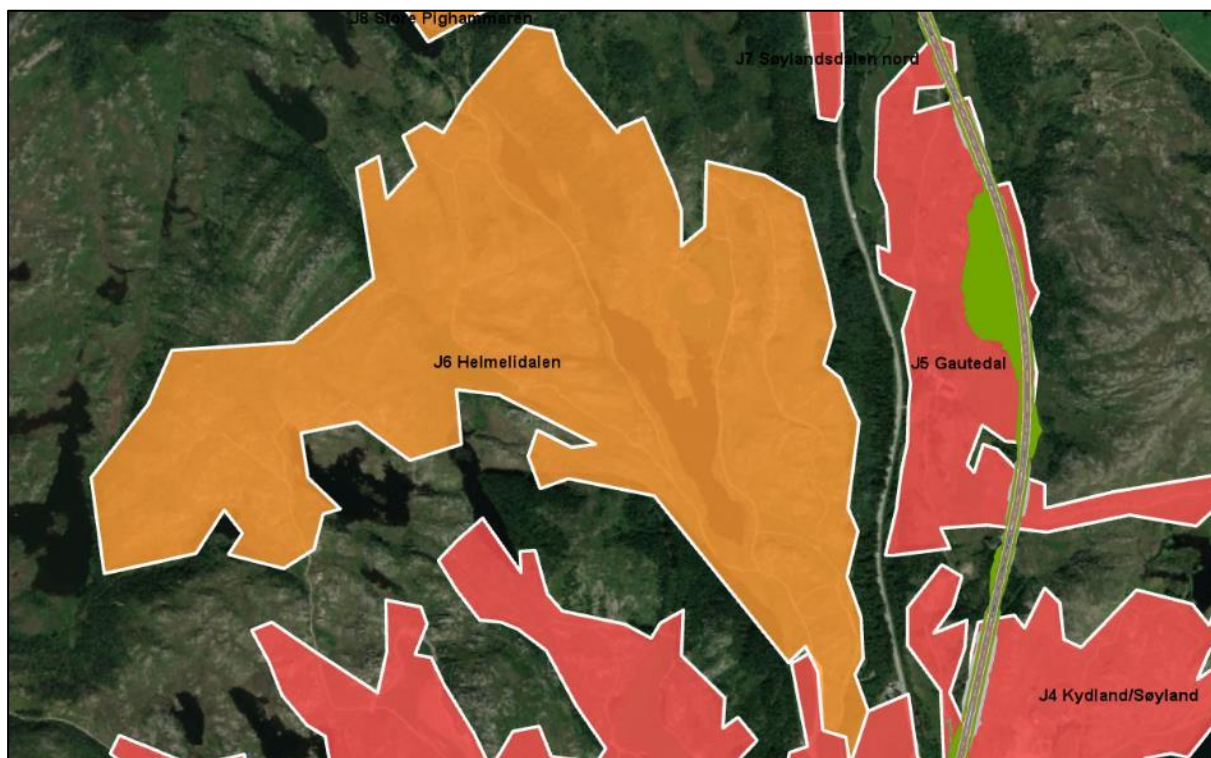 J8 Store Pighammaren
J7 Søylandsdalen nord
J6 Helmelidalen
J5 Gautedal
J4 Kydland/Søyland